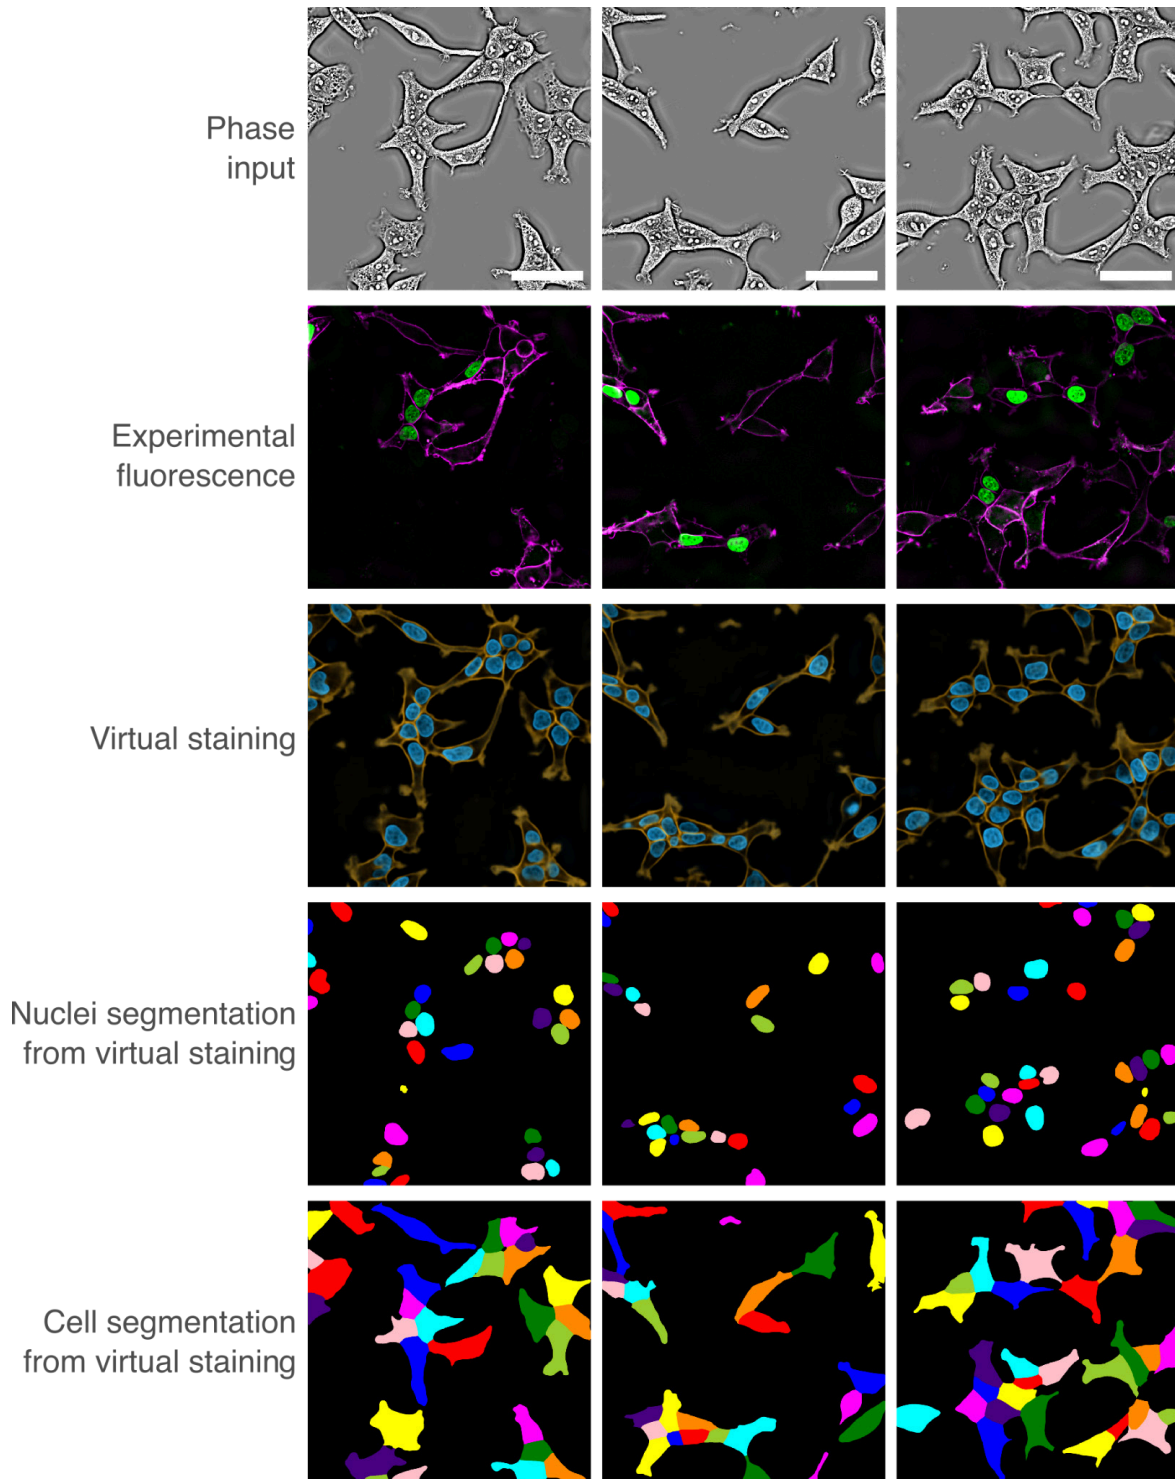 Phase
input
Experimental
fluorescence
Virtual staining
Nuclei segmentation
from virtual staining
Cell segmentation
from virtual staining